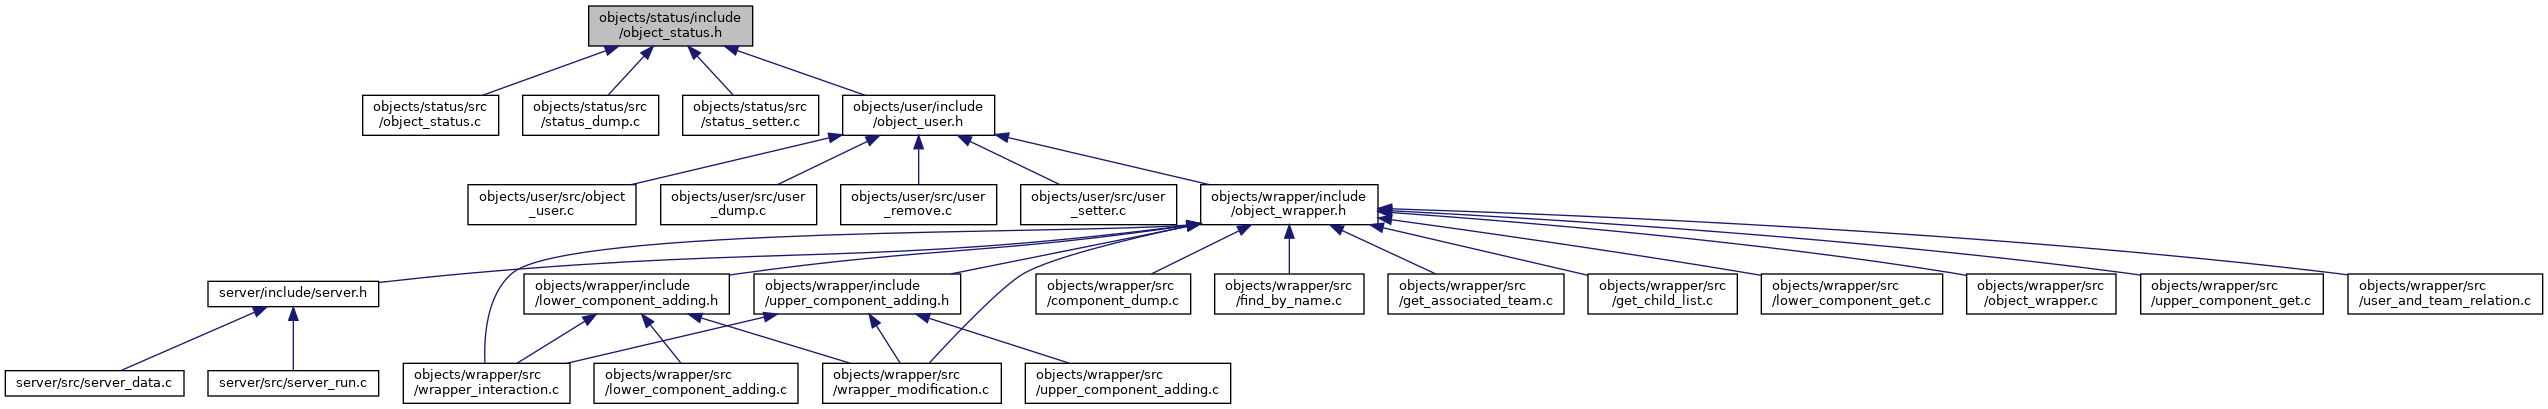 objects/status/include
/object_status.h
objects/status/src
/object_status.c
objects/status/src
/status_dump.c
objects/status/src
/status_setter.c
objects/user/include
/object_user.h
objects/user/src/object
_user.c
objects/user/src/user
_dump.c
objects/user/src/user
_remove.c
objects/user/src/user
_setter.c
objects/wrapper/include
/object_wrapper.h
server/include/server.h
objects/wrapper/include
/lower_component_adding.h
objects/wrapper/include
/upper_component_adding.h
objects/wrapper/src
/component_dump.c
objects/wrapper/src
/find_by_name.c
objects/wrapper/src
/get_associated_team.c
objects/wrapper/src
/get_child_list.c
objects/wrapper/src
/lower_component_get.c
objects/wrapper/src
/object_wrapper.c
objects/wrapper/src
/upper_component_get.c
objects/wrapper/src
/user_and_team_relation.c
server/src/server_data.c
server/src/server_run.c
objects/wrapper/src
/wrapper_interaction.c
objects/wrapper/src
/lower_component_adding.c
objects/wrapper/src
/wrapper_modification.c
objects/wrapper/src
/upper_component_adding.c